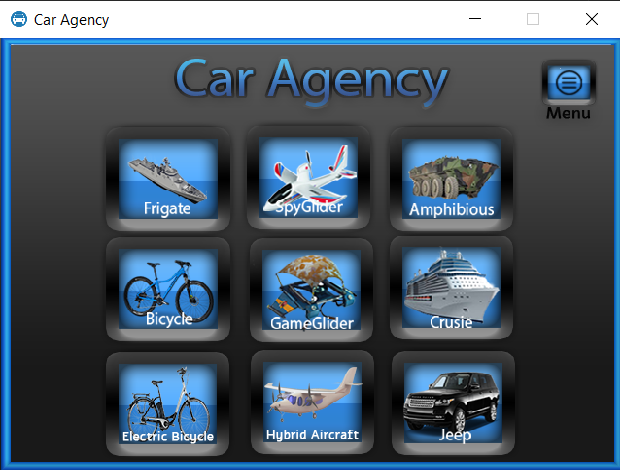 Car Agency
Car Agency
Menu
Frigate
SpyGlider
Amphibious
Bicycle
GameGlider
Crusie
Electric Bicycle
Hybrid Aircraft
Jeep